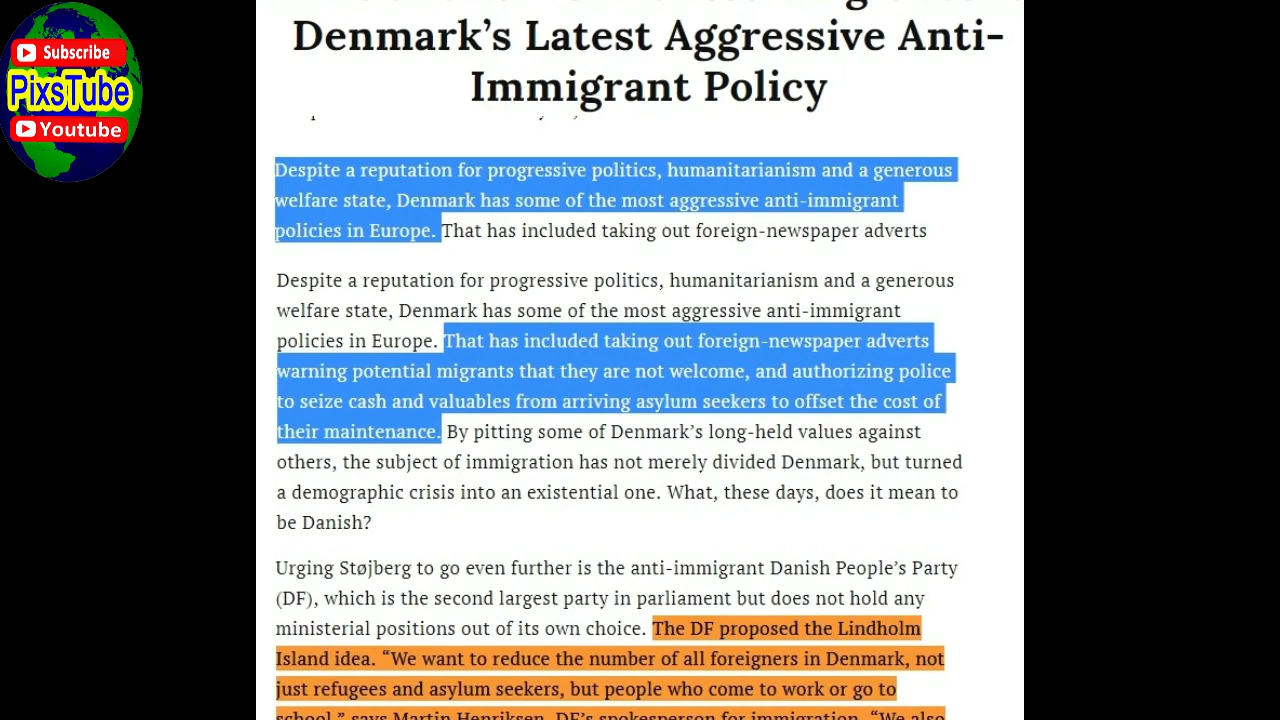 Subscribe
PixsTube
Youtube
Denmark’s Latest Aggressive Anti-
Immigrant Policy
Despite a reputation for progressive politics, humanitarianism and a generous
welfare state, Denmark has some of the most aggressive anti-immigrant
policies in Europe. That has included taking out foreign-newspaper adverts
Despite a reputation for progressive politics, humanitarianism and a generous
welfare state, Denmark has some of the most aggressive anti-immigrant
policies in Europe. That has included taking out foreign-newspaper adverts
warning potential migrants that they are not welcome, and authorizing police
to seize cash and valuables from arriving asylum seekers to offset the cost of
their maintenance. By pitting some of Denmark’s long-held values against
others, the subject of immigration has not merely divided Denmark, but turned
a demographic crisis into an existential one. What, these days, does it mean to
be Danish?
Urging Støjberg to go even further is the anti-immigrant Danish People’s Party
(DF), which is the second largest party in parliament but does not hold any
ministerial positions out of its own choice. The DF proposed the Lindholm
Island idea. “We want to reduce the number of all foreigners in Denmark, not
just refugees and asylum seekers, but people who come to work or go to
school,” says Martin Henriksen, DF’s spokesperson for immigration. “We also